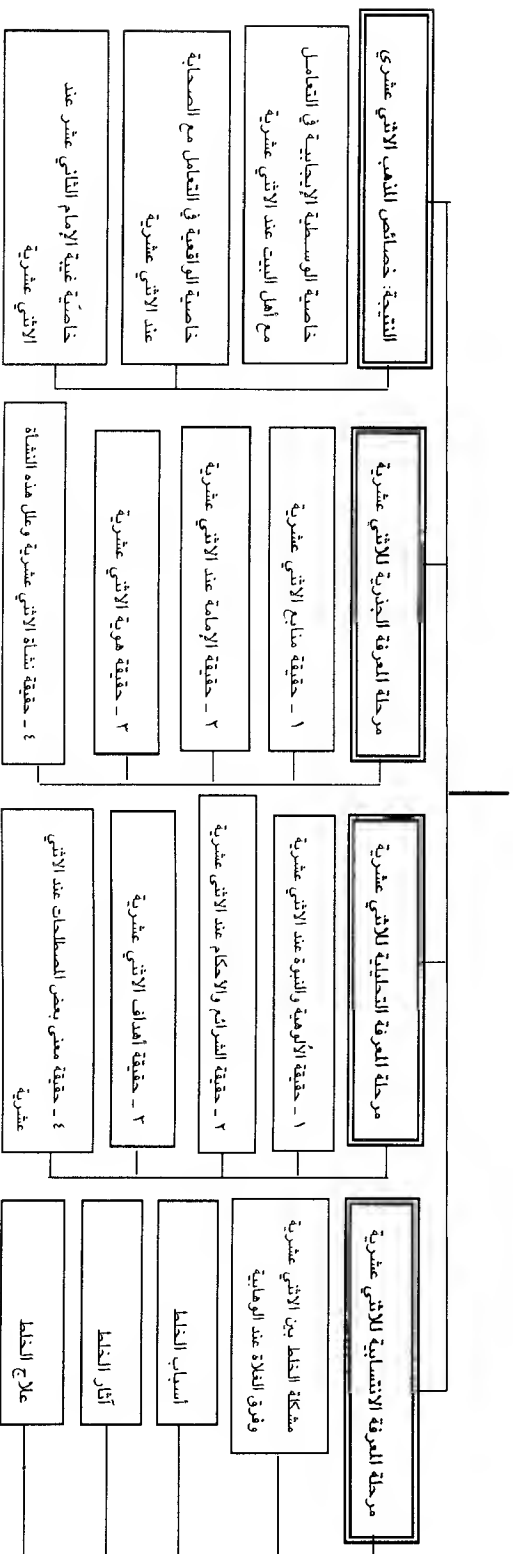 مرحلة المعرفة الانتسابية للاثني عشرية
مشكلة الخلط بين الاثني عشرية
وفرق الغلاة عند الوهابية
أسباب الخلط
آثار الخلط
علاج الخلط
مرحلة المعرفة التحليلية للاثني عشرية
١ ـ حقيقة الألوهية والنبوة عند الاثني عشرية
٢ ـ حقيقة الشرائع والأحكام عند الاثني عشرية
٣ ـ حقيقة أهداف الاثني عشرية
٤ ـ حقيقة معنى بعض المصطلحات عند الاثني
عشرية
مرحلة المعرفة الجذرية للاثني عشرية
١ ـ حقيقة منابع الاثني عشرية
٢ ـ حقيقة الإمامة عند الاثني عشرية
٣ ـ حقيقة هوية الاثني عشرية
٤ ـ حقيقة نشأة الاثني عشرية وعلل هذه النشأة
النتيجة: خصائص المذهب الاثني عشري
خاصية الوسطية الإيجابية في التعامل
مع أهل البيت عند الاثني عشرية
خاصية الواقعية في التعامل مع الصحابة
عند الاثني عشرية
خاصَية غيبة الإمام الثاني عشر عند
الاثني عشرية